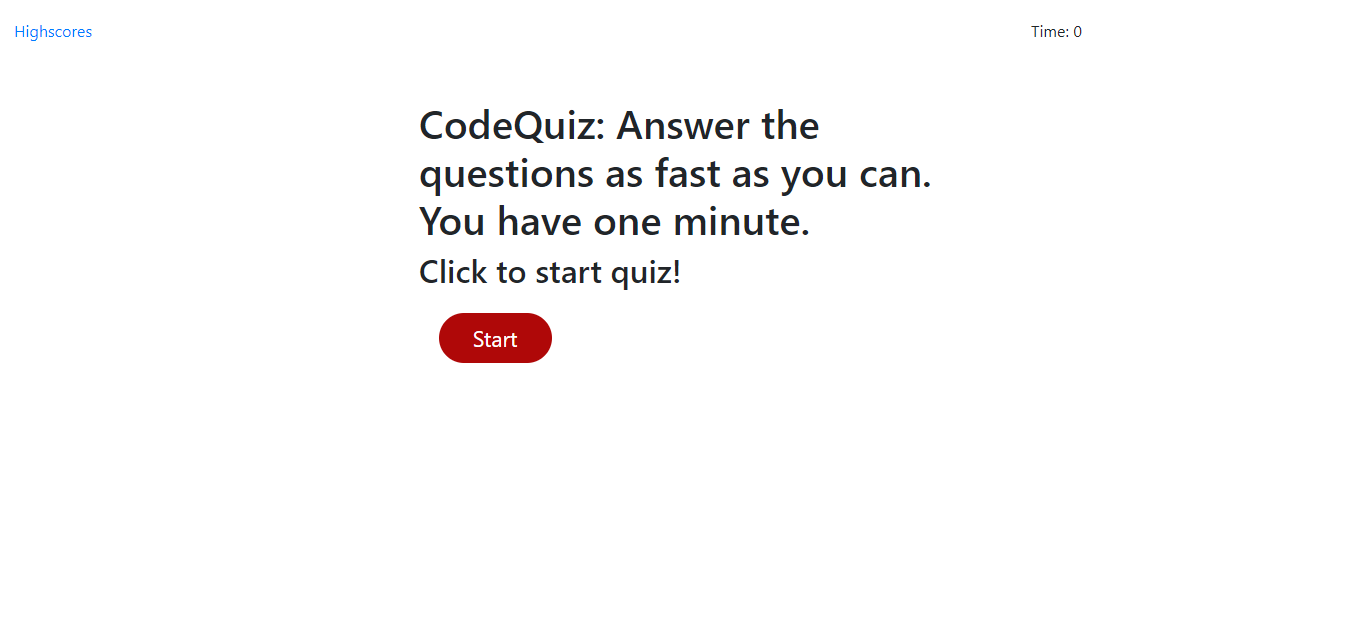 Highscores
Time: 0
CodeQuiz: Answer the
questions as fast as you can.
You have one minute.
Click to start quiz!
Start